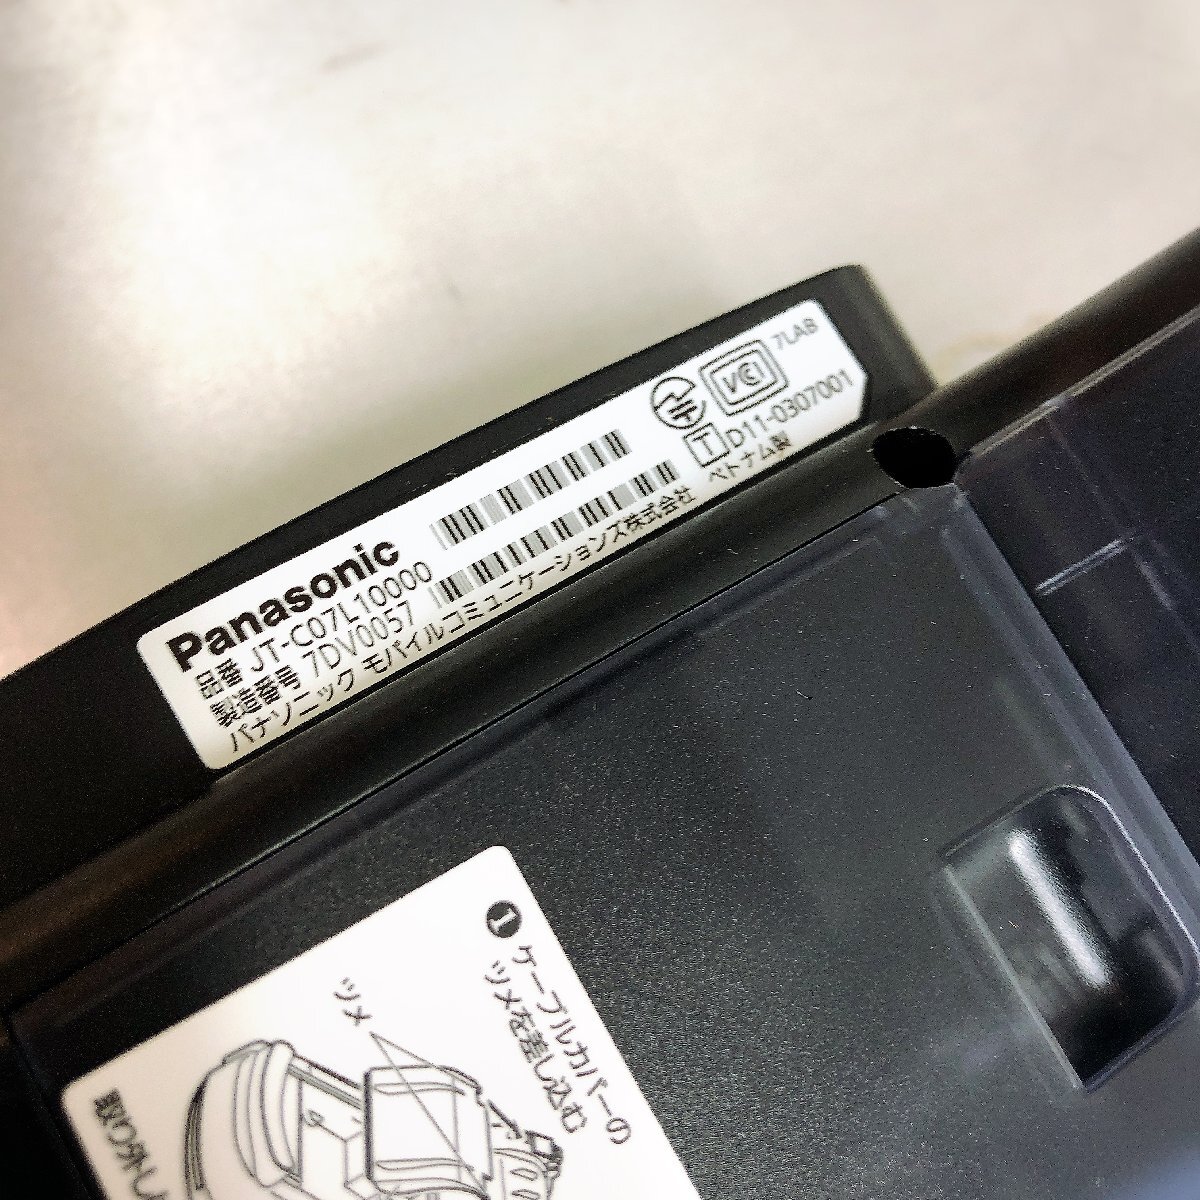 Panasonic
品番 JT-C07L10000
製造番号 7DV0057
パナソニック モバイルコミュニケーションズ株式会社
VCI 7LAB
T D11-0307001
ベトナム製
1 ケーブルカバーの
ツメを差し込む
ツメ